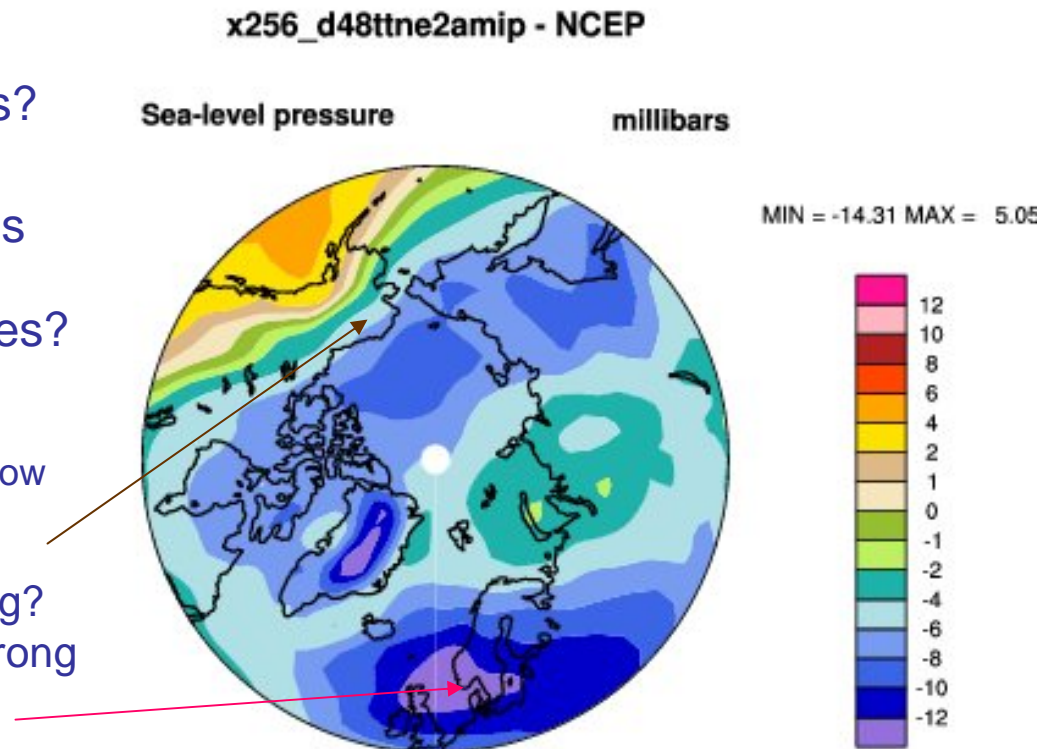 x256_d48ttne2amip - NCEP
s?
Sea-level pressure millibars
s
MIN = -14.31 MAX = 5.05
es?
ow
g?
rong
12
10
8
6
4
2
1
0
-1
-2
-4
-6
-8
-10
-12